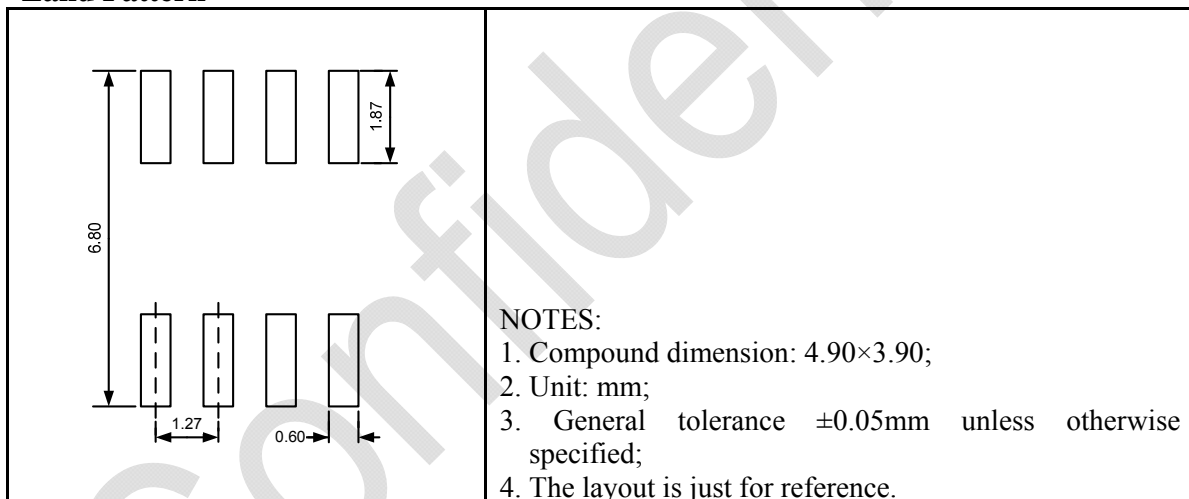 Land Pattern
1.87
6.80
1.27
0.60
NOTES:
1. Compound dimension: 4.90×3.90;
2. Unit: mm;
3. General tolerance ±0.05mm unless otherwise
specified;
4. The layout is just for reference.
Confiden